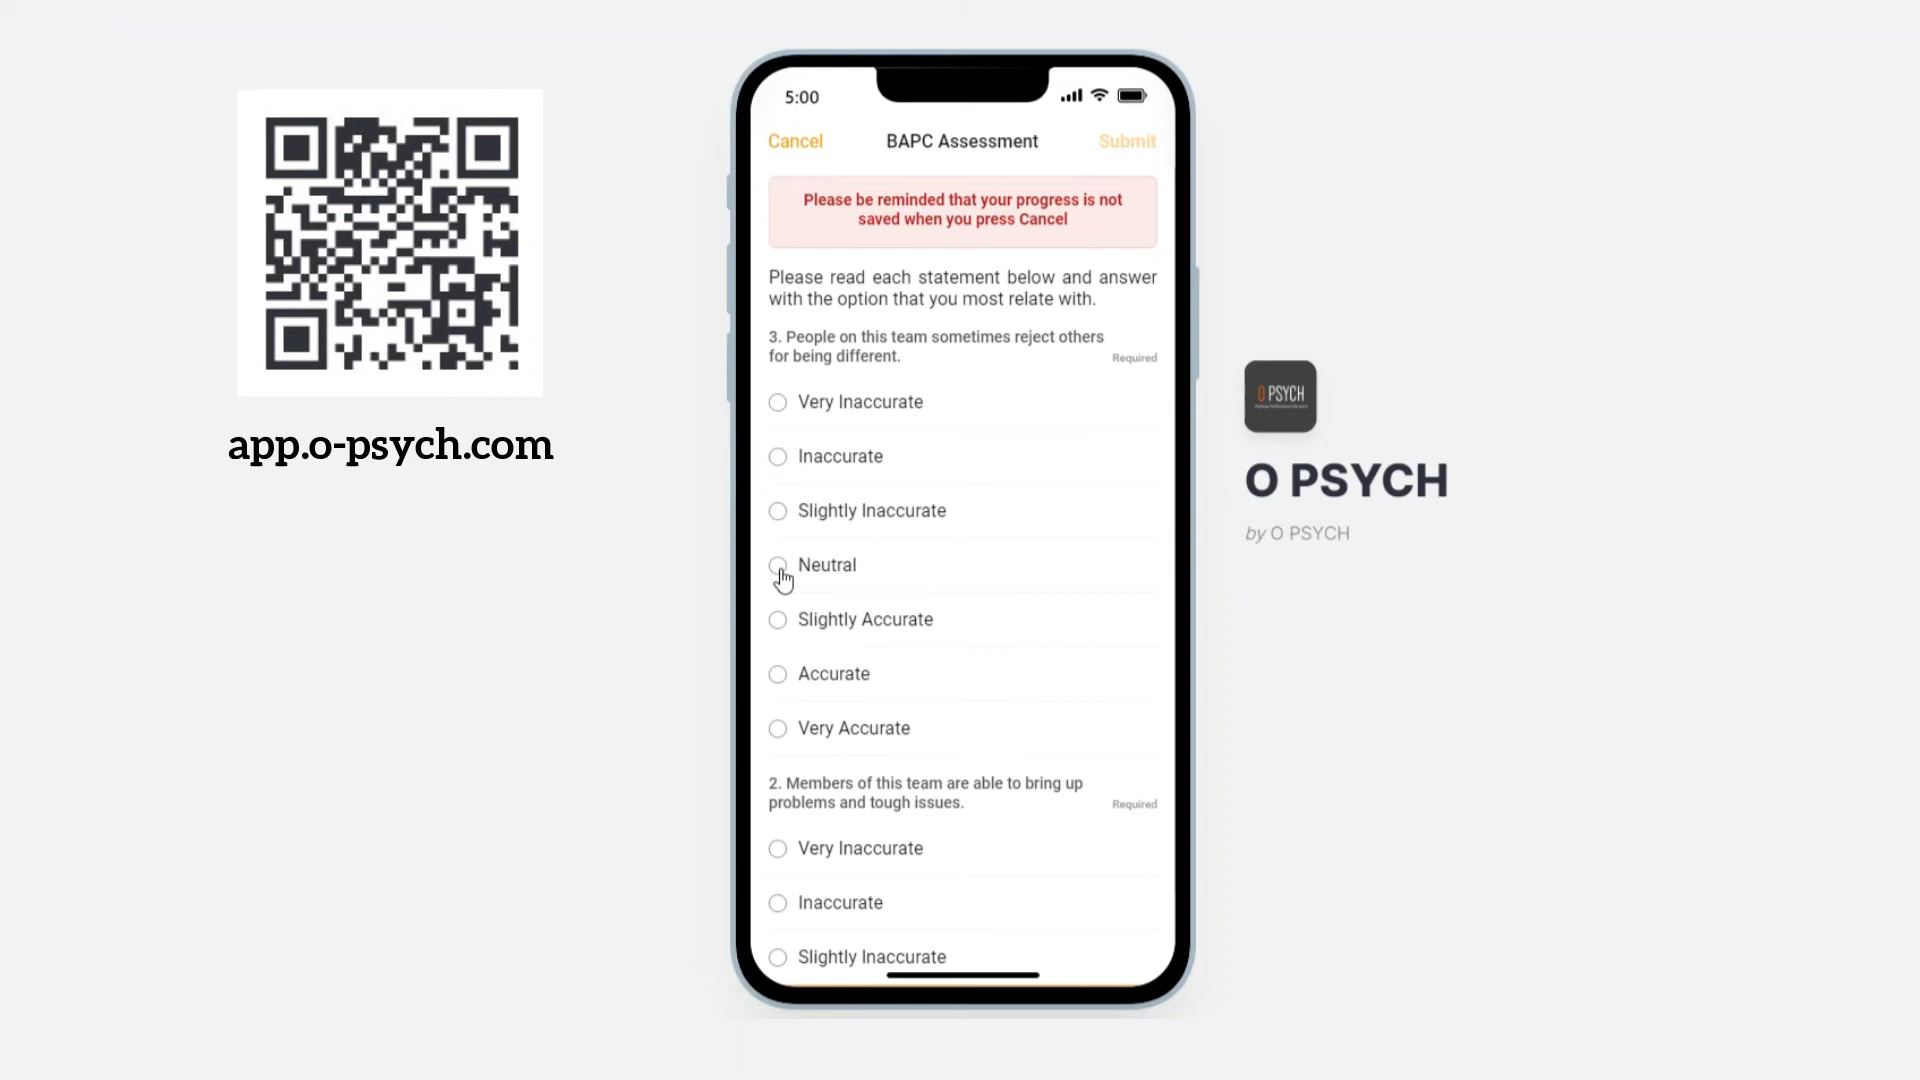 app.o-psych.com
5:00
Cancel
BAPC Assessment
Submit
Please be reminded that your progress is not
saved when you press Cancel
Please read each statement below and answer
with the option that you most relate with.
3. People on this team sometimes reject others
for being different.
Required
Very Inaccurate
Inaccurate
Slightly Inaccurate
Neutral
Slightly Accurate
Accurate
Very Accurate
2. Members of this team are able to bring up
problems and tough issues.
Required
Very Inaccurate
Inaccurate
Slightly Inaccurate
O PSYCH
O PSYCH
by O PSYCH